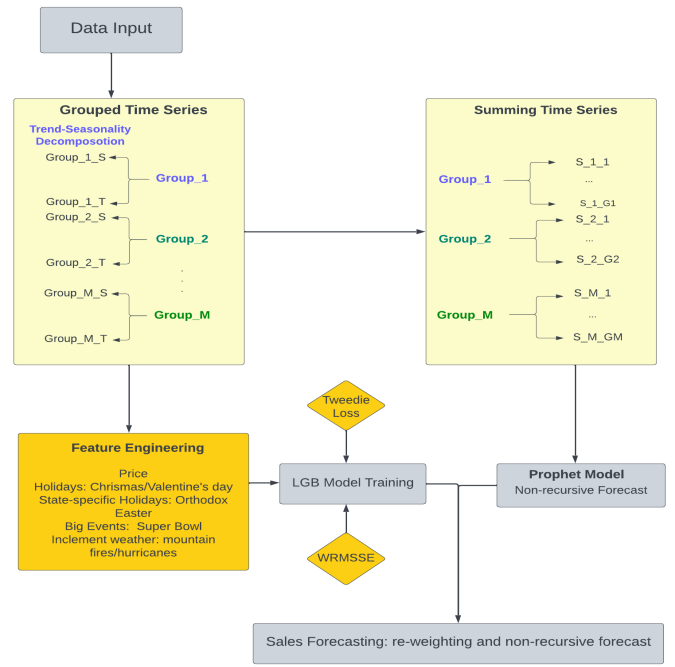 Data Input
Grouped Time Series
Trend-Seasonality
Decomposotion
Group_1_S
Group_1
Group_1_T
Group_2_S
Group_2
Group_2_T
.
.
.
Group_M_S
Group_M
Group_M_T
Summing Time Series
S_1_1
Group_1
...
S_1_G1
S_2_1
Group_2
...
S_2_G2
S_M_1
Group_M
...
S_M_GM
Tweedie
Loss
Feature Engineering
Price
Holidays: Chrismas/Valentine's day
State-specific Holidays: Orthodox
Easter
Big Events:  Super Bowl
Inclement weather: mountain
fires/hurricanes
LGB Model Training
Prophet Model
Non-recursive Forecast
WRMSSE
Sales Forecasting: re-weighting and non-recursive forecast